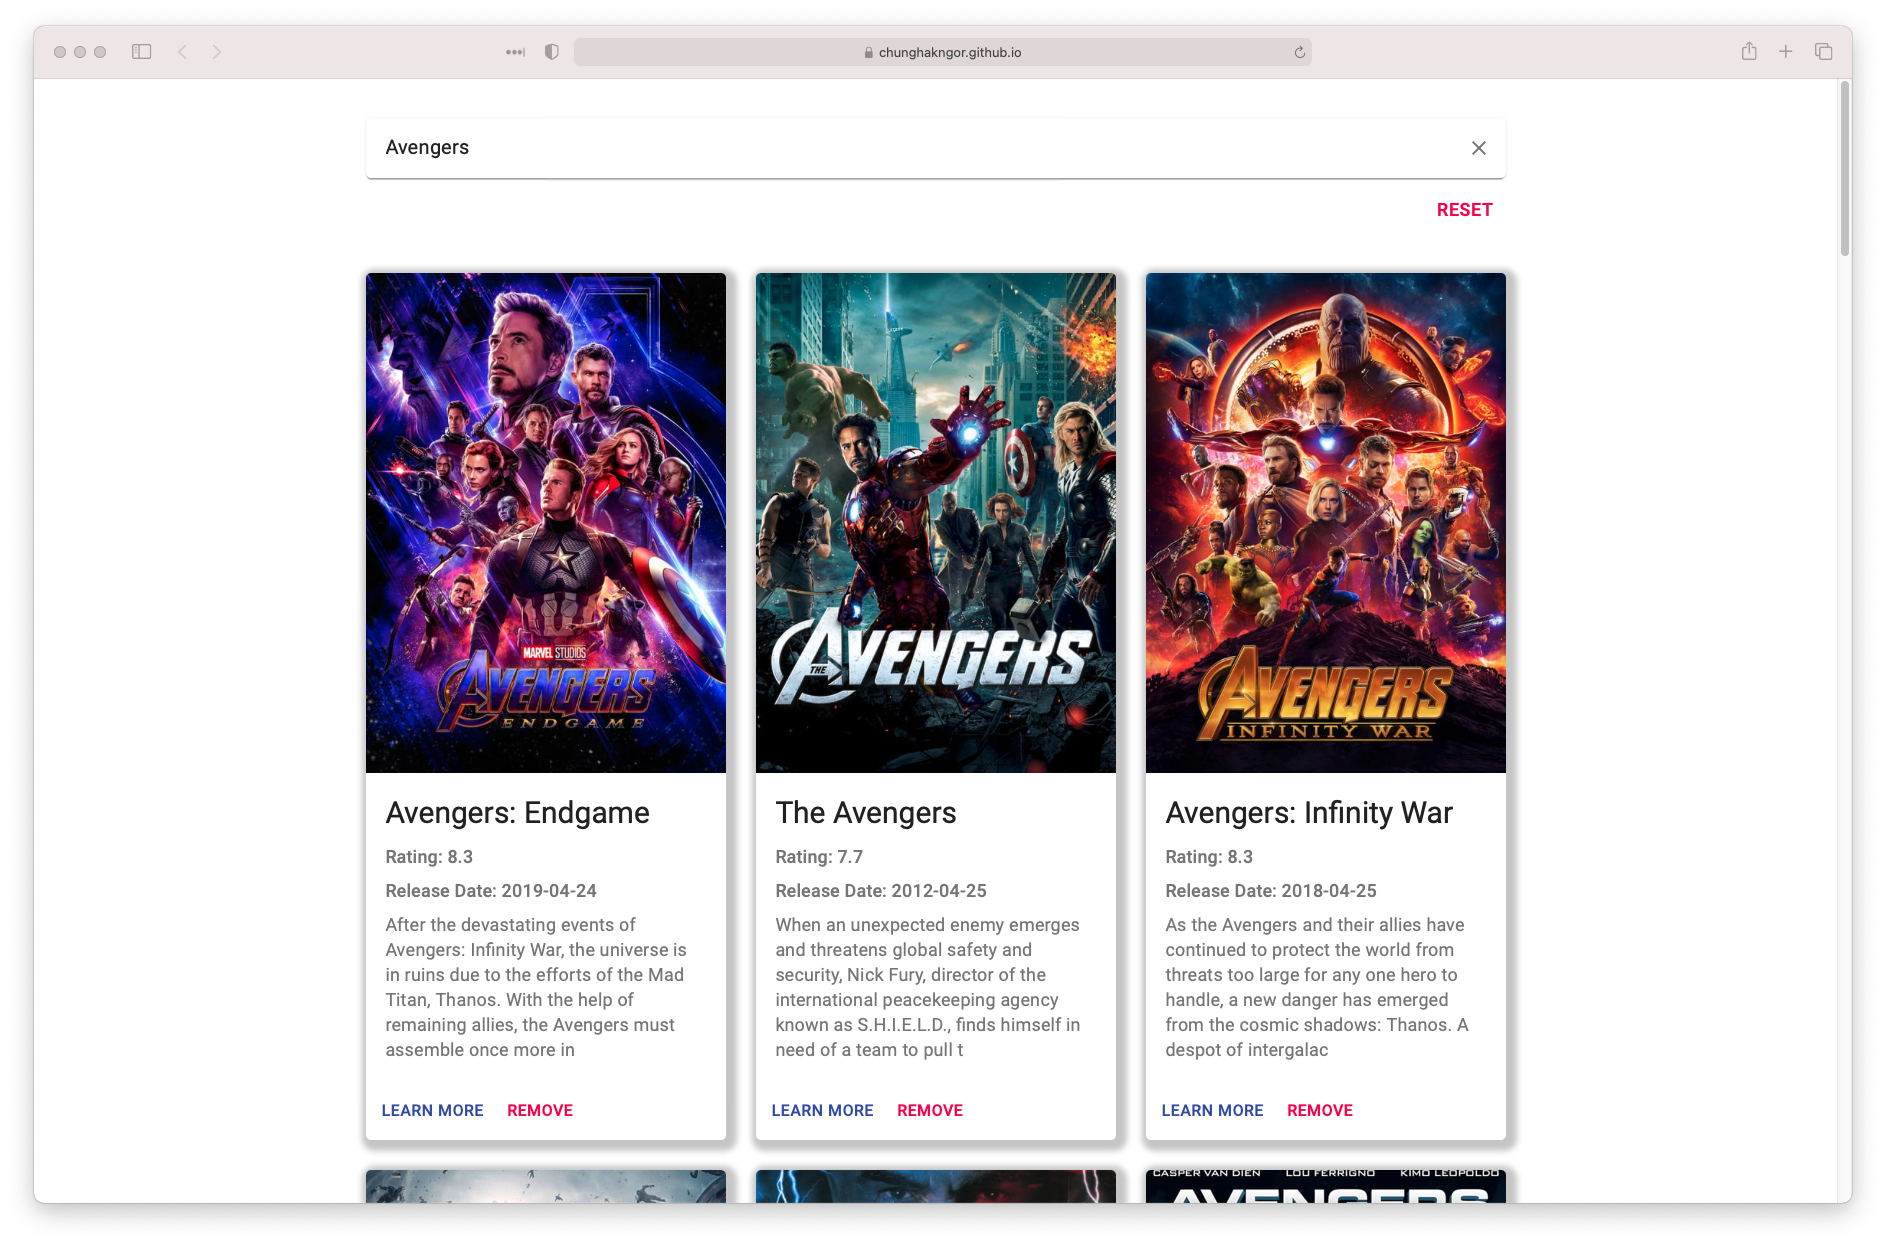 chunghakngor.github.io
Avengers
RESET
MARVEL STUDIOS
AVENGERS
ENDGAME
THE AVENGERS
AVENGERS
INFINITY WAR
Avengers: Endgame
Rating: 8.3
Release Date: 2019-04-24
After the devastating events of
Avengers: Infinity War, the universe is
in ruins due to the efforts of the Mad
Titan, Thanos. With the help of
remaining allies, the Avengers must
assemble once more in
LEARN MORE REMOVE
The Avengers
Rating: 7.7
Release Date: 2012-04-25
When an unexpected enemy emerges
and threatens global safety and
security, Nick Fury, director of the
international peacekeeping agency
known as S.H.I.E.L.D., finds himself in
need of a team to pull t
LEARN MORE REMOVE
Avengers: Infinity War
Rating: 8.3
Release Date: 2018-04-25
As the Avengers and their allies have
continued to protect the world from
threats too large for any one hero to
handle, a new danger has emerged
from the cosmic shadows: Thanos. A
despot of intergalac
LEARN MORE REMOVE
CASPER VAN DIEN LOU FERRIGNO KIMO LEOPOLDO
AVENGERS